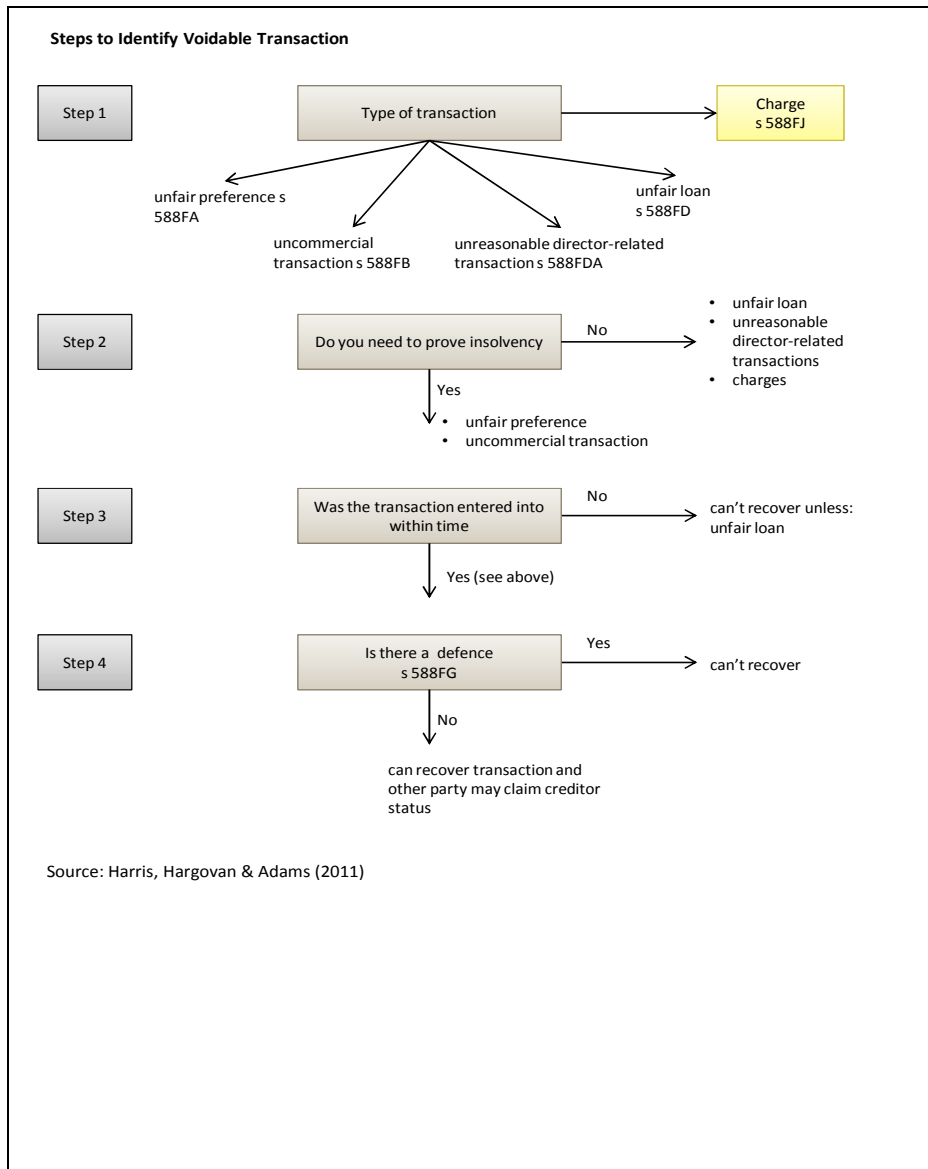 Steps to Identify Voidable Transaction
Step 1
Type of transaction
Charge
s 588FJ
unfair preference s
588FA
uncommercial
transaction s 588FB
unreasonable director-related
transaction s 588FDA
unfair loan
s 588FD
Step 2
Do you need to prove insolvency
No
• unfair loan
• unreasonable
director-related
transactions
• charges
Yes
• unfair preference
• uncommercial transaction
Step 3
Was the transaction entered into
within time
No
can't recover unless:
unfair loan
Yes (see above)
Step 4
Is there a defence
s 588FG
Yes
can't recover
No
can recover transaction and
other party may claim creditor
status
Source: Harris, Hargovan & Adams (2011)